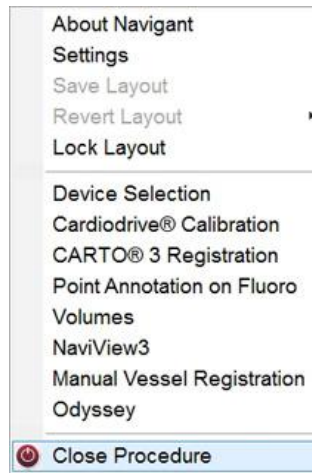 About Navigant
Settings
Save Layout
Revert Layout
Lock Layout
Device Selection
Cardiodrive® Calibration
CARTO® 3 Registration
Point Annotation on Fluoro
Volumes
NaviView3
Manual Vessel Registration
Odyssey
Close Procedure